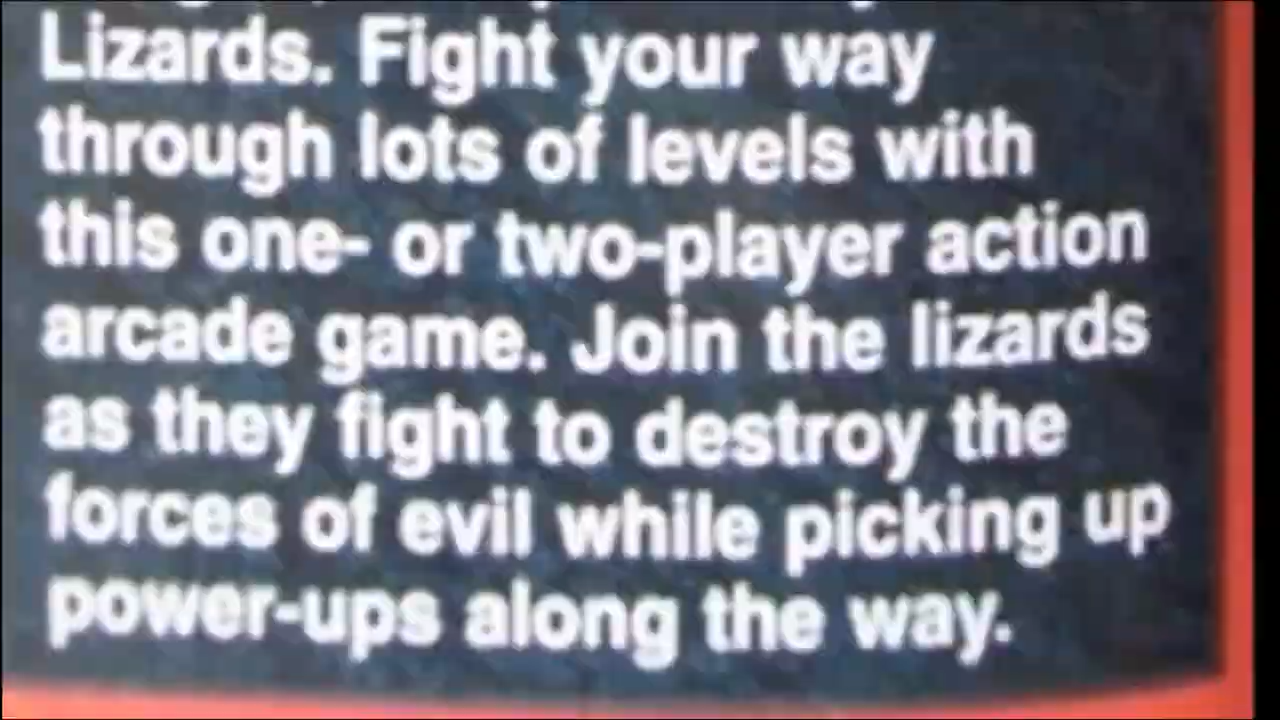 Lizards. Fight your way
through lots of levels with
this one- or two-player action
arcade game. Join the lizards
as they fight to destroy the
forces of evil while picking up
power-ups along the way.